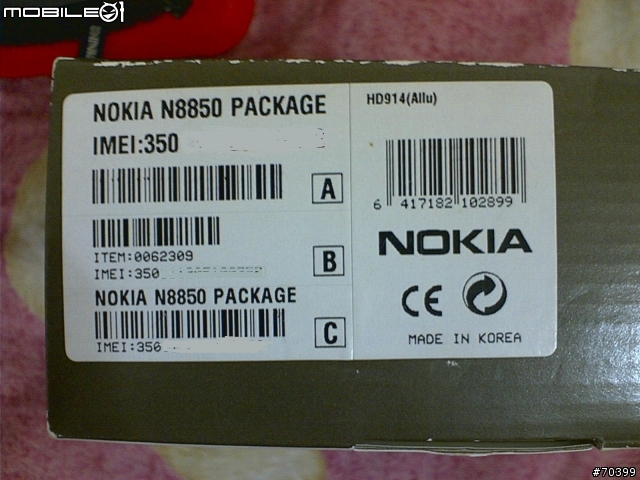 MOBILE01
NOKIA N8850 PACKAGE
IMEI:350
A
ITEM:0062309
IMEI:350
B
NOKIA N8850 PACKAGE
IMEI:350
C
HD914(Allu)
6 417182 102899
NOKIA
CE
MADE IN KOREA
#70399